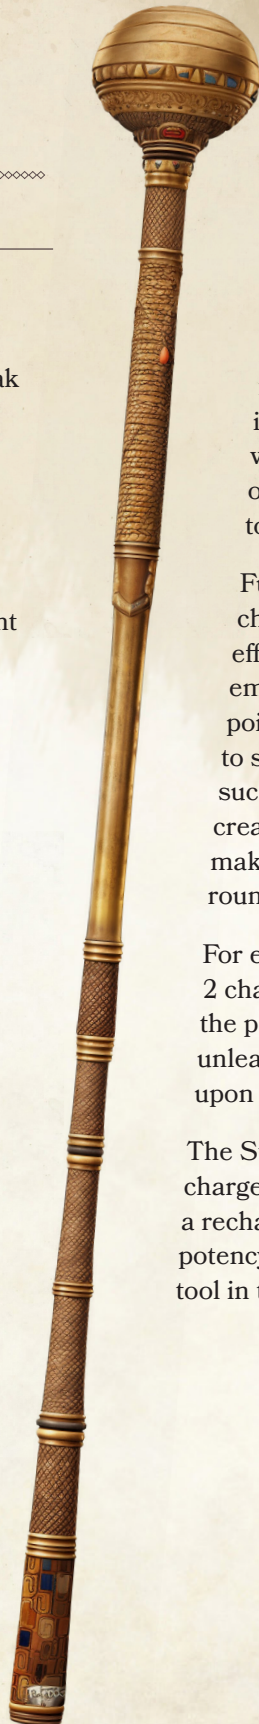 ak
nt
i
v
o
to
Fu
ch
eff
em
poi
to s
suc
crea
mak
roun
For e
2 cha
the p
unlea
upon
The S
charge
a recha
potency
tool in t